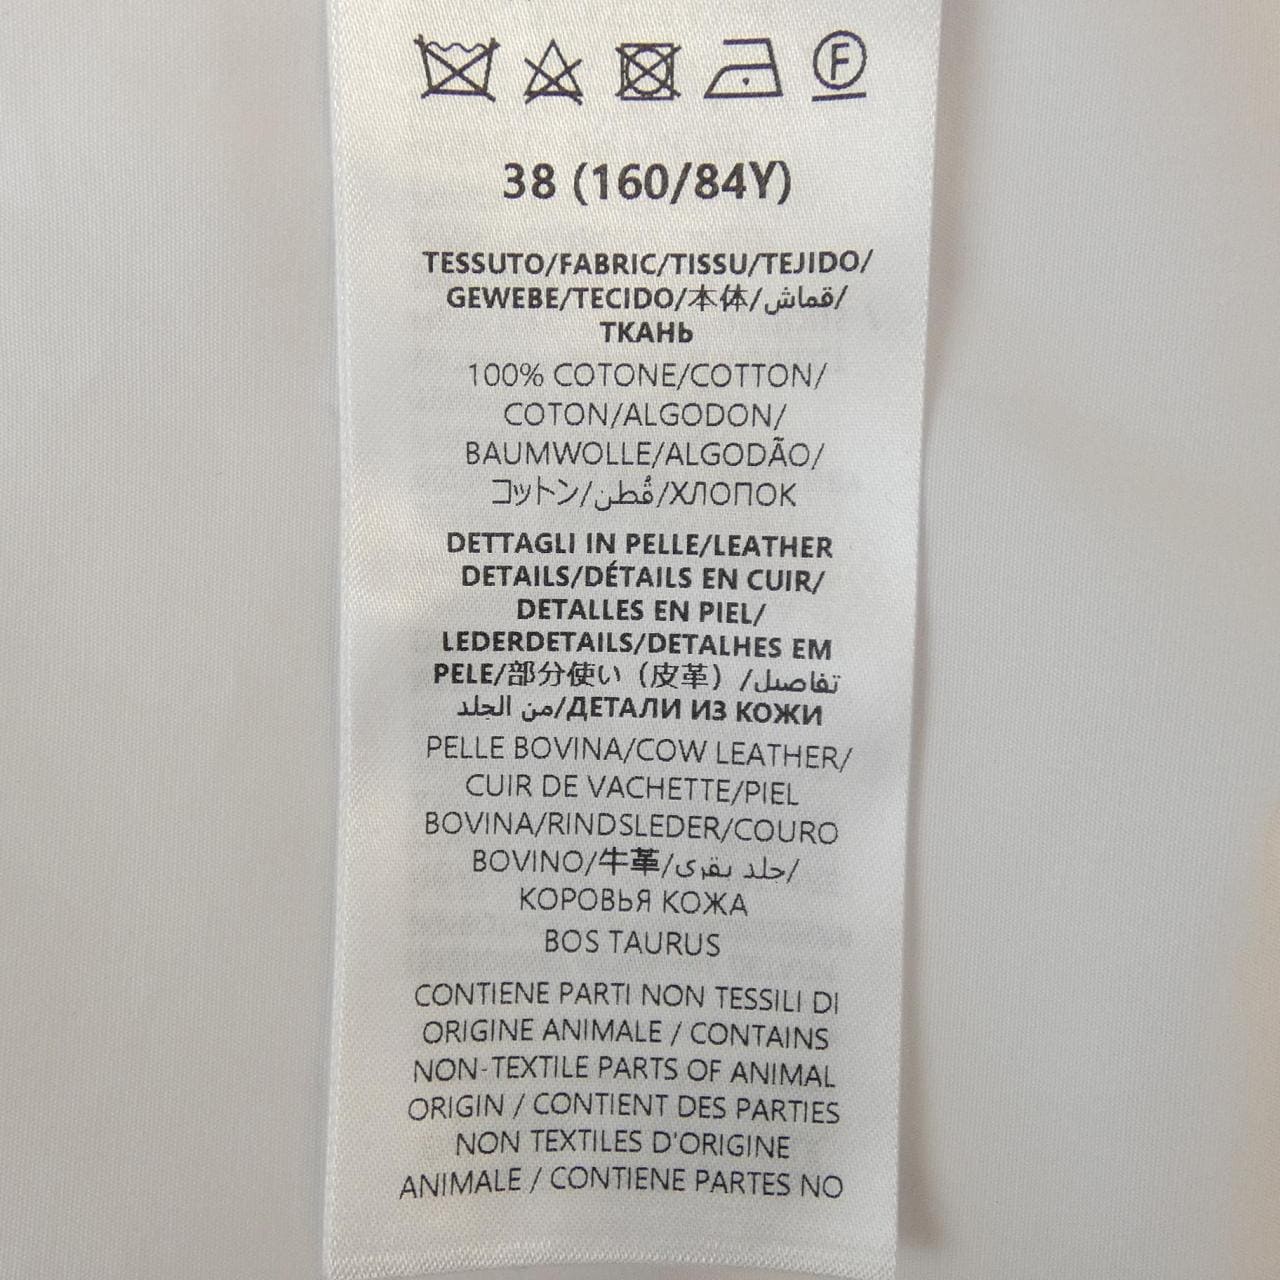 F
38 (160/84Y)
TESSUTO/FABRIC/TISSU/TEJIDO/
GEWEBE/TECIDO/本体/قماش/
ТКАНЬ
100% COTONE/COTTON/
COTON/ALGODON/
BAUMWOLLE/ALGODÃO/
コットン/قُطن/ХЛОПОК
DETTAGLI IN PELLE/LEATHER
DETAILS/DÉTAILS EN CUIR/
DETALLES EN PIEL/
LEDERDETAILS/DETALHES EM
PELE/部分使い（皮革）/تفاصيل
من الجلد/ДЕТАЛИ ИЗ КОЖИ
PELLE BOVINA/COW LEATHER/
CUIR DE VACHETTE/PIEL
BOVINA/RINDSLEDER/COURO
BOVINO/牛革/جلد بقرى/
КОРОВЬЯ КОЖА
BOS TAURUS
CONTIENE PARTI NON TESSILI DI
ORIGINE ANIMALE / CONTAINS
NON-TEXTILE PARTS OF ANIMAL
ORIGIN / CONTIENT DES PARTIES
NON TEXTILES D'ORIGINE
ANIMALE / CONTIENE PARTES NO